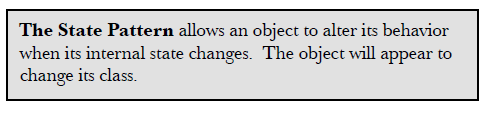 The State Pattern allows an object to alter its behavior
when its internal state changes.  The object will appear to
change its class.